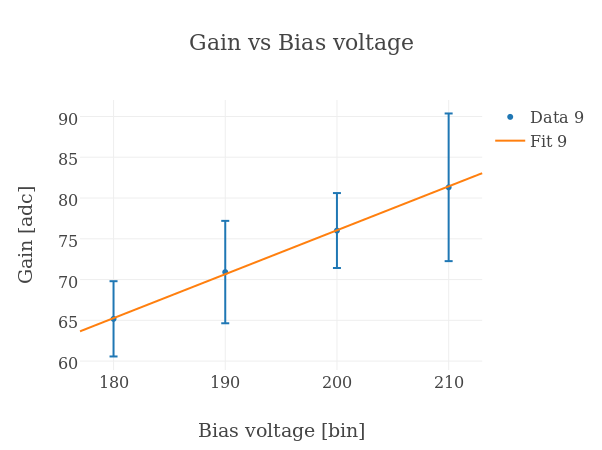 Gain vs Bias voltage
Data 9
Fit 9
Gain [adc]
90
85
80
75
70
65
60
180 190 200 210
Bias voltage [bin]